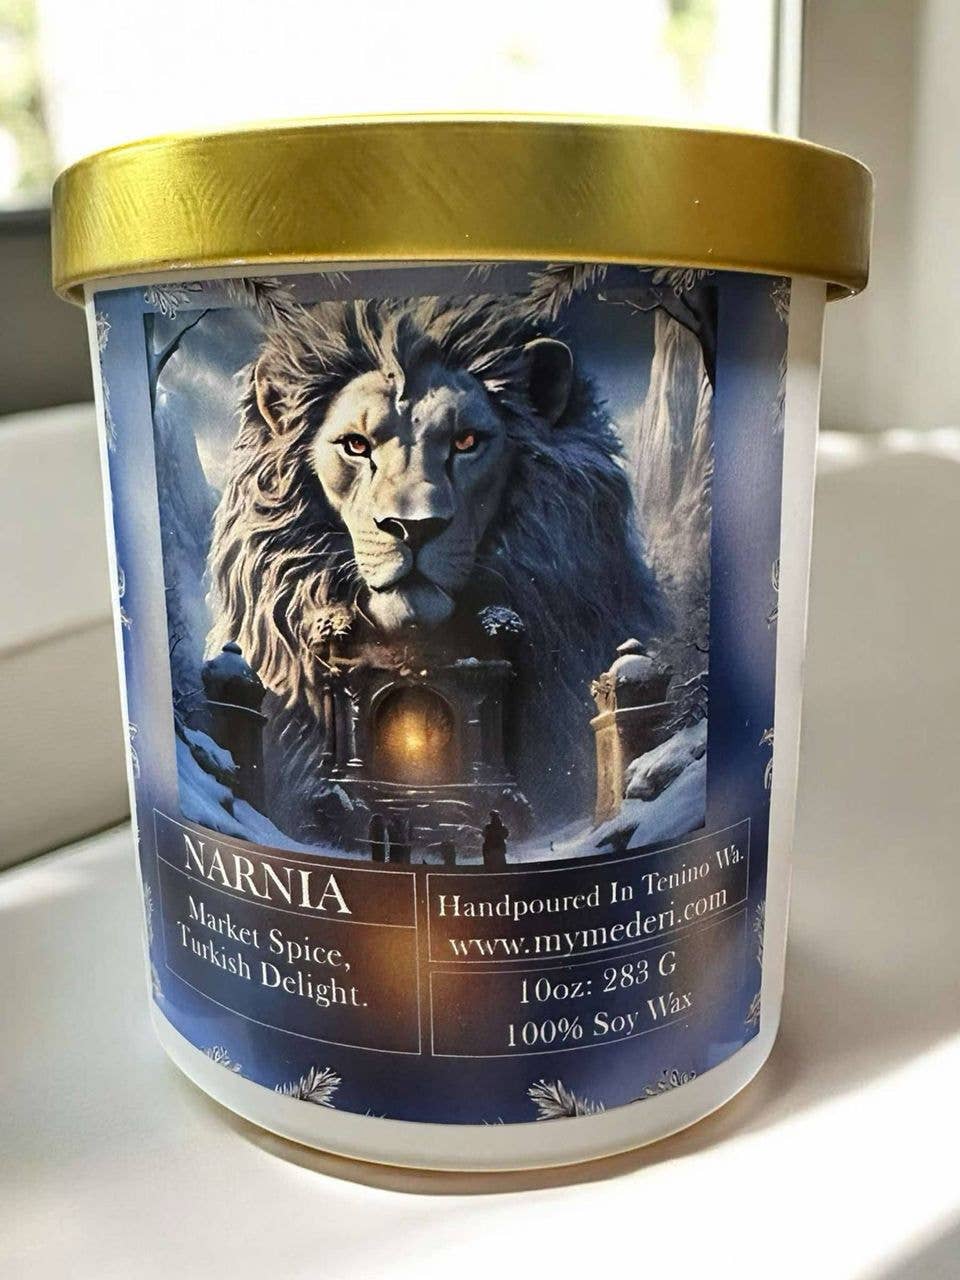 NARNIA
Market Spice,
Turkish Delight.
Handpoured In Tenino Wa.
www.mymederi.com
10oz: 283 G
100% Soy Wax